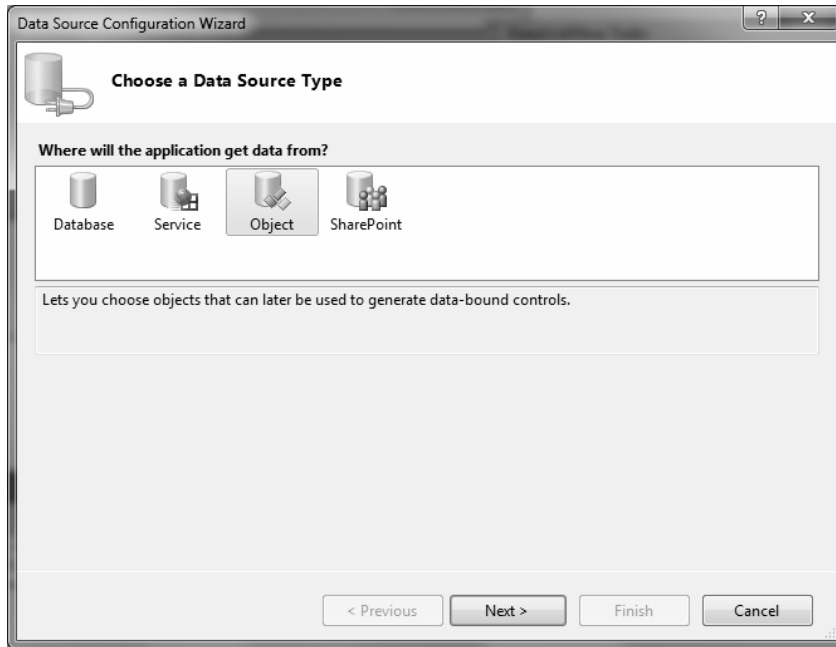 Data Source Configuration Wizard
?
X
Choose a Data Source Type
Where will the application get data from?
Database Service Object SharePoint
Lets you choose objects that can later be used to generate data-bound controls.
< Previous Next > Finish Cancel